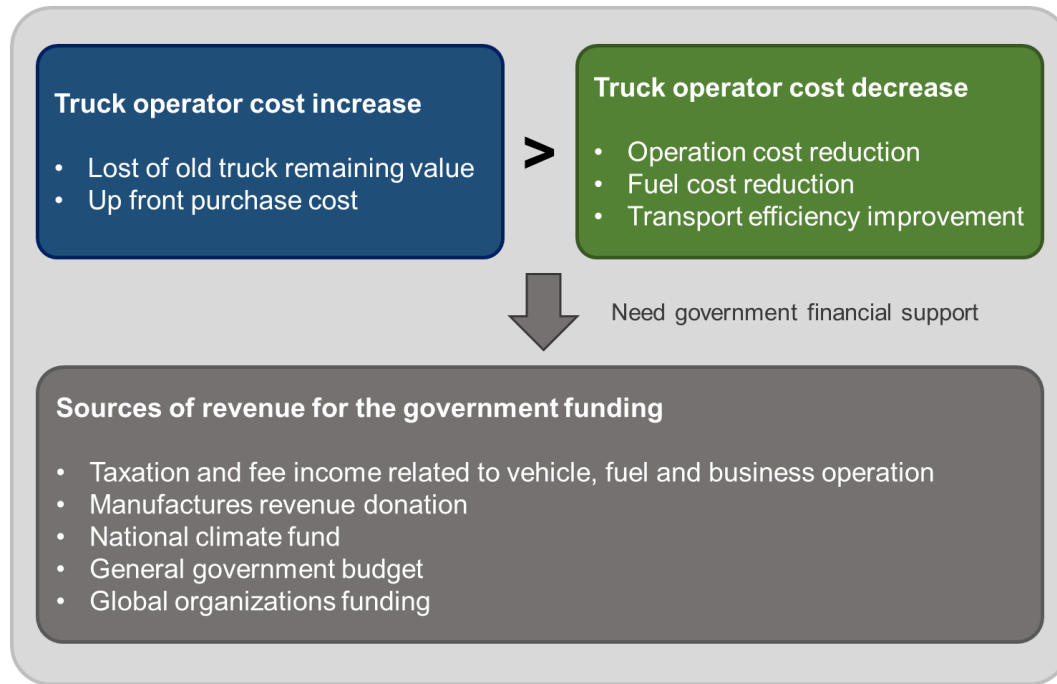 Truck operator cost increase
• Lost of old truck remaining value
• Up front purchase cost
>
Truck operator cost decrease
• Operation cost reduction
• Fuel cost reduction
• Transport efficiency improvement
Need government financial support
Sources of revenue for the government funding
• Taxation and fee income related to vehicle, fuel and business operation
• Manufactures revenue donation
• National climate fund
• General government budget
• Global organizations funding